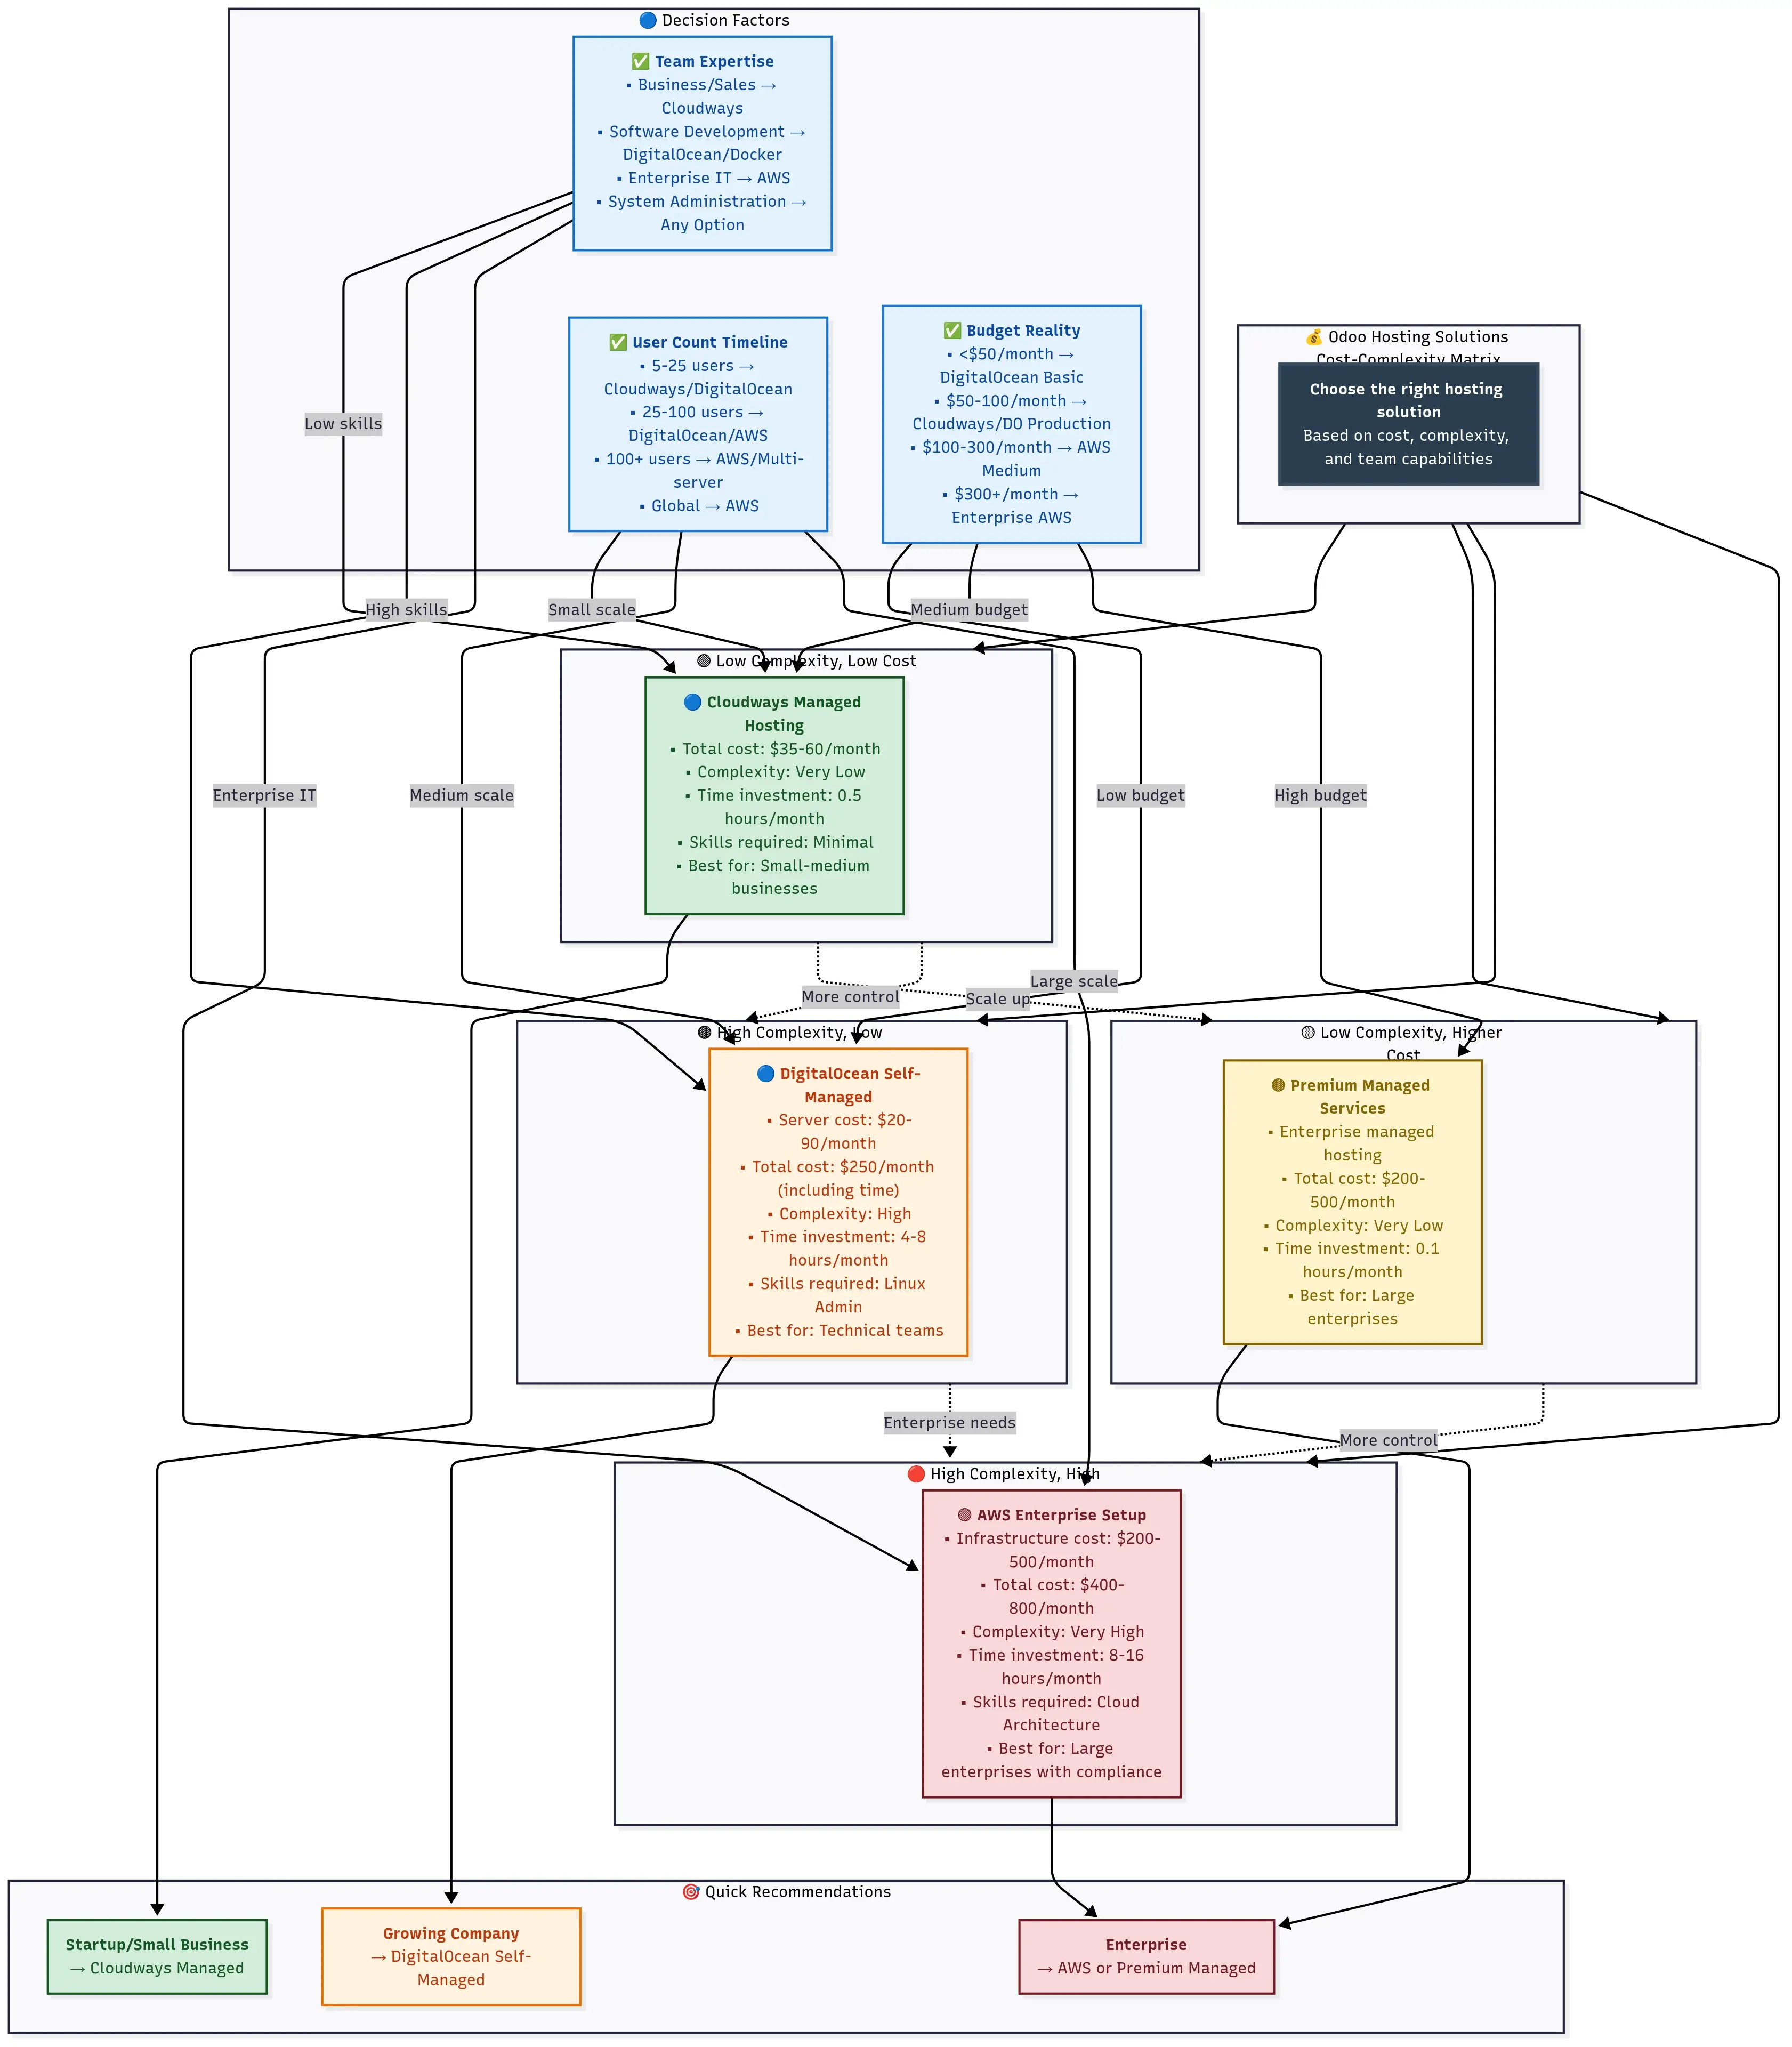 🔵 Decision Factors
✅ Team Expertise
▪ Business/Sales →
Cloudways
▪ Software Development →
DigitalOcean/Docker
▪ Enterprise IT → AWS
▪ System Administration →
Any Option
✅ User Count Timeline
▪ 5-25 users →
Cloudways/DigitalOcean
▪ 25-100 users →
DigitalOcean/AWS
▪ 100+ users → AWS/Multi-
server
▪ Global → AWS
✅ Budget Reality
▪ <$50/month →
DigitalOcean Basic
▪ $50-100/month →
Cloudways/DO Production
▪ $100-300/month → AWS
Medium
▪ $300+/month →
Enterprise AWS
💰 Odoo Hosting Solutions
Cost-Complexity Matrix
Choose the right hosting
solution
Based on cost, complexity,
and team capabilities
Low skills
High skills
Small scale
Medium budget
Enterprise IT
Medium scale
Low budget
High budget
Low Complexity, Low Cost
🔵 Cloudways Managed
Hosting
▪ Total cost: $35-60/month
▪ Complexity: Very Low
▪ Time investment: 0.5
hours/month
▪ Skills required: Minimal
▪ Best for: Small-medium
businesses
Large scale
More control
Scale up
High Complexity, Low
🔵 DigitalOcean Self-
Managed
▪ Server cost: $20-
90/month
▪ Total cost: $250/month
(including time)
▪ Complexity: High
▪ Time investment: 4-8
hours/month
▪ Skills required: Linux
Admin
▪ Best for: Technical teams
Low Complexity, Higher
Cost
Premium Managed
Services
▪ Enterprise managed
hosting
▪ Total cost: $200-
500/month
▪ Complexity: Very Low
▪ Time investment: 0.1
hours/month
▪ Best for: Large
enterprises
Enterprise needs
More control
🔴 High Complexity, High
AWS Enterprise Setup
▪ Infrastructure cost: $200-
500/month
▪ Total cost: $400-
800/month
▪ Complexity: Very High
▪ Time investment: 8-16
hours/month
▪ Skills required: Cloud
Architecture
▪ Best for: Large
enterprises with compliance
🎯 Quick Recommendations
Startup/Small Business
→ Cloudways Managed
Growing Company
→ DigitalOcean Self-
Managed
Enterprise
→ AWS or Premium Managed